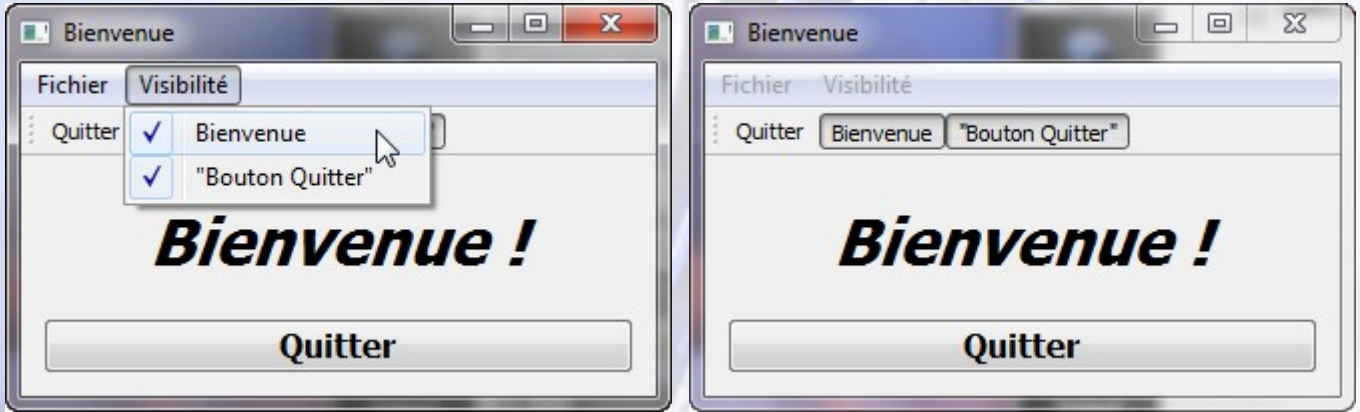 Bienvenue
Fichier Visibilité
Quitter
Bienvenue
"Bouton Quitter"
Bienvenue !
Quitter
Bienvenue
Fichier Visibilité
Quitter Bienvenue "Bouton Quitter"
Bienvenue !
Quitter